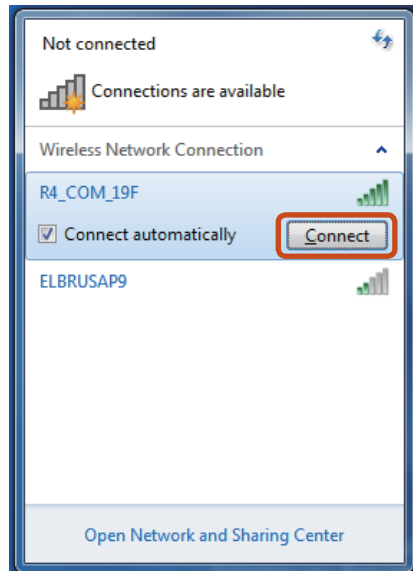 Not connected
Connections are available
Wireless Network Connection
R4_COM_19F
Connect automatically
Connect
ELBRUSAP9
Open Network and Sharing Center